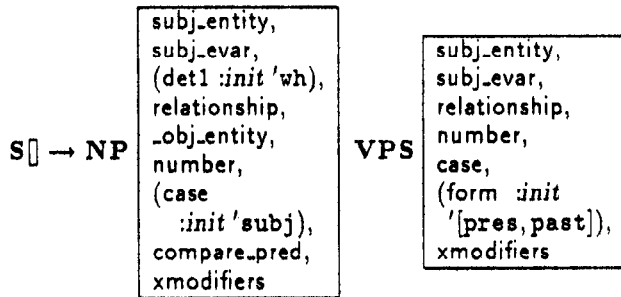 subj_entity,
subj_evar,
(det1 :init 'wh),
relationship,
_obj_entity,
number,
(case
:init 'subj),
compare_pred,
xmodifiers
S[] → NP
VPS
subj_entity,
subj_evar,
relationship,
number,
case,
(form :init
'[pres, past]),
xmodifiers